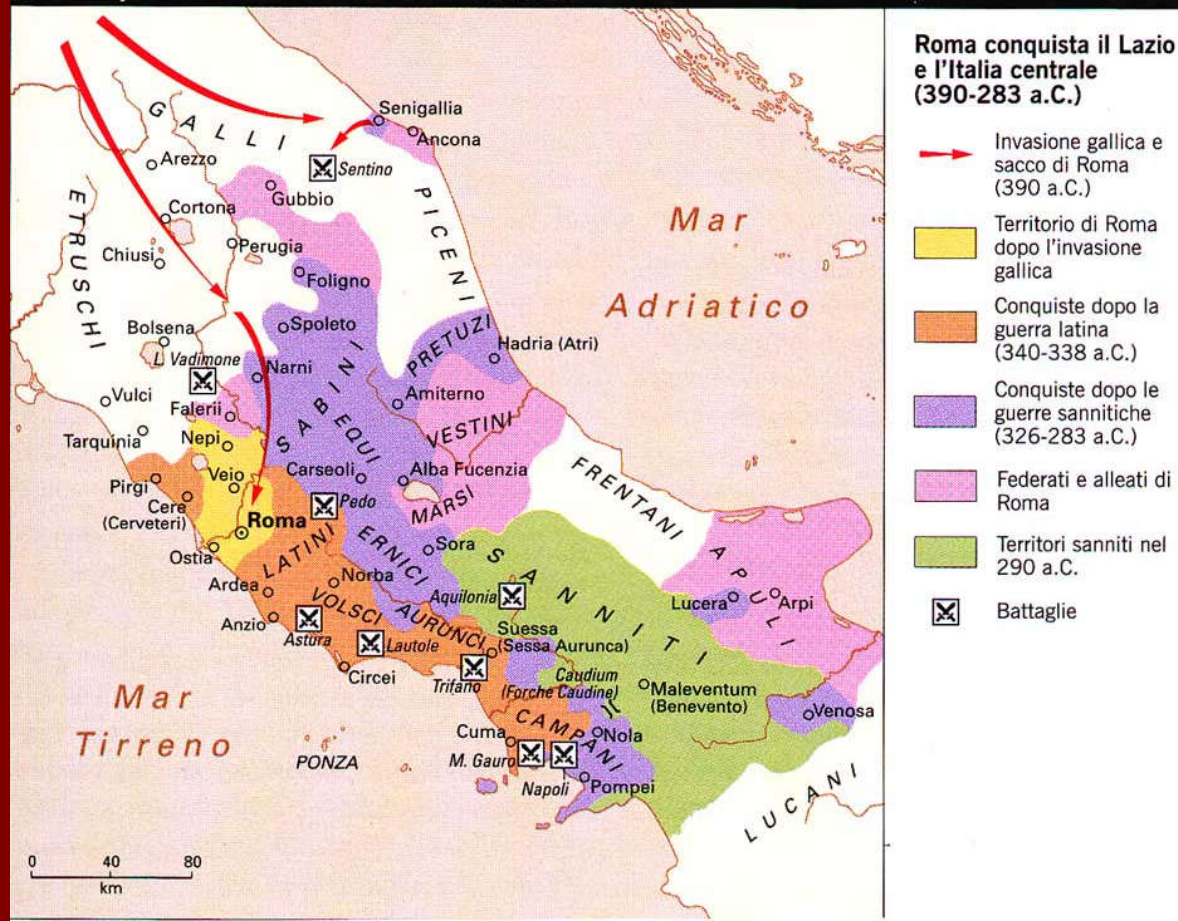 Roma conquista il Lazio
e l'Italia centrale
(390-283 a.C.)
Invasione gallica e
sacco di Roma
(390 a.C.)
Territorio di Roma
dopo l'invasione
gallica
Conquiste dopo la
guerra latina
(340-338 a.C.)
Conquiste dopo le
guerre sannitiche
(326-283 a.C.)
Federati e alleati di
Roma
Territori sanniti nel
290 a.C.
Battaglie
GALLI
Senigallia
Ancona
Arezzo
Sentino
Gubbio
ETRUSCHI
Cortona
PICENI
Mar
Adriatico
Perugia
Chiusi
Foligno
Bolsena
Spoleto
PRETUZI
Hadria (Atri)
L. Vadimone
Narni
SABINI
Amiterno
Vulci
Falerii
EQUI
VESTINI
Tarquinia
Nepi
FRENTANI
Pirgi
Veio
Carseoli
Alba Fucenzia
Cere
(Cerveteri)
Pedo
MARSI
Roma
Ostia
LATINI
ERNICI
Sora
SANNITI
APULI
Ardea
Norba
Aquilonia
Lucera
Arpi
Anzio
VOLSCI
AURUNCI
Astura
Lautole
Suessa
(Sessa Aurunca)
Circei
Trifano
Caudium
(Forche Caudine)
Maleventum
(Benevento)
Venosa
Mar
Tirreno
CAMPANI
Cuma
Nola
PONZA
M. Gauro
Napoli
Pompei
LUCANI
0
40
80
km